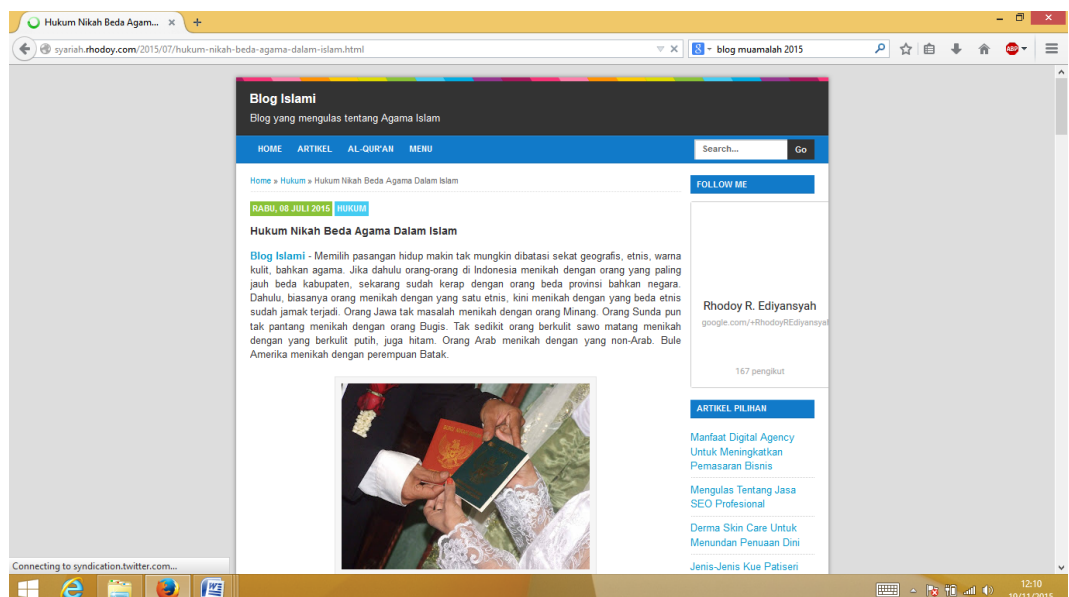 Hukum Nikah Beda Agam...
syariah.rhodoy.com/2015/07/hukum-nikah-beda-agama-dalam-islam.html
blog muamalah 2015
ABP
Blog Islami
Blog yang mengulas tentang Agama Islam
HOME ARTIKEL AL-QUR'AN MENU
Search... Go
Home » Hukum » Hukum Nikah Beda Agama Dalam Islam
RABU, 08 JULI 2015 HUKUM
Hukum Nikah Beda Agama Dalam Islam
Blog Islami - Memilih pasangan hidup makin tak mungkin dibatasi sekat geografis, etnis, warna
kulit, bahkan agama. Jika dahulu orang-orang di Indonesia menikah dengan orang yang paling
jauh beda kabupaten, sekarang sudah kerap dengan orang beda provinsi bahkan negara.
Dahulu, biasanya orang menikah dengan yang satu etnis, kini menikah dengan yang beda etnis
sudah jamak terjadi. Orang Jawa tak masalah menikah dengan orang Minang. Orang Sunda pun
tak pantang menikah dengan orang Bugis. Tak sedikit orang berkulit sawo matang menikah
dengan yang berkulit putih, juga hitam. Orang Arab menikah dengan yang non-Arab. Bule
Amerika menikah dengan perempuan Batak.
FOLLOW ME
Rhodoy R. Ediyansyah
google.com/+RhodoyREdiyansyah
167 pengikut
ARTIKEL PILIHAN
Manfaat Digital Agency
Untuk Meningkatkan
Pemasaran Bisnis
Mengulas Tentang Jasa
SEO Profesional
Derma Skin Care Untuk
Menundan Penuaan Dini
Jenis-Jenis Kue Patiseri
Connecting to syndication.twitter.com...
12:10
19/11/2015